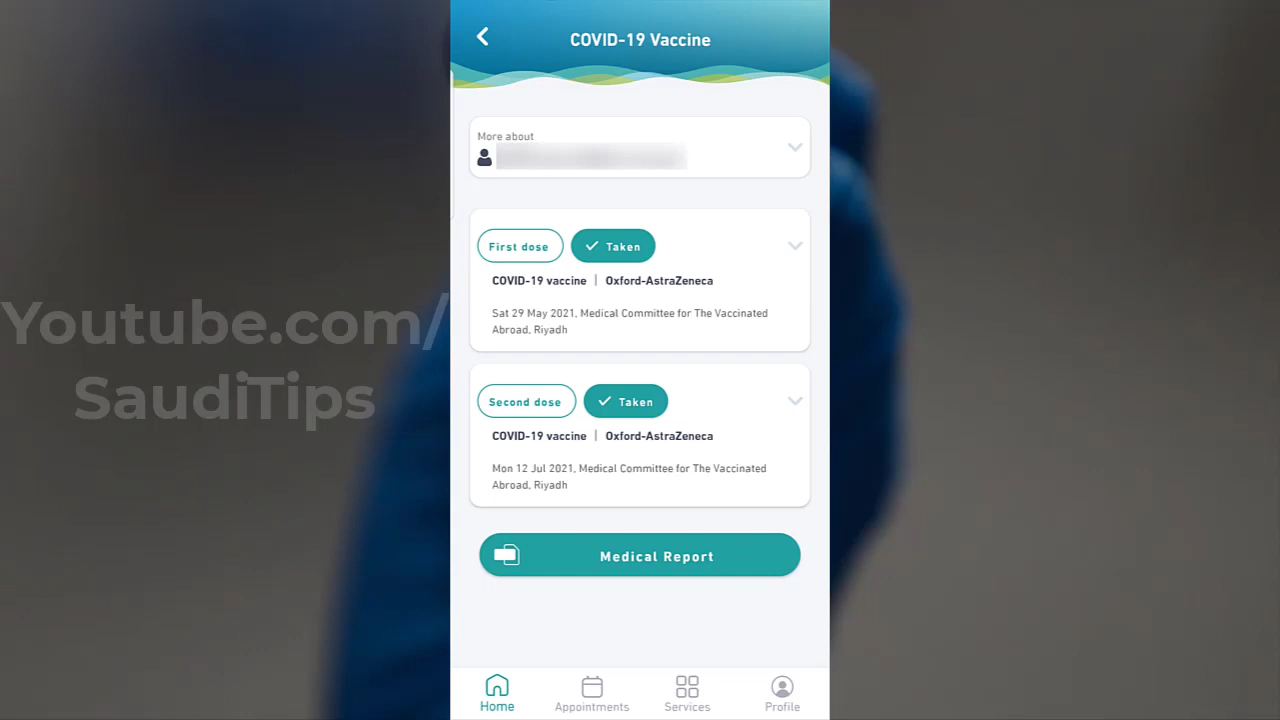 COVID-19 Vaccine
More about
First dose
Taken
COVID-19 vaccine | Oxford-AstraZeneca
Sat 29 May 2021, Medical Committee for The Vaccinated
Abroad, Riyadh
Youtube.com/
SaudiTips
Second dose
Taken
COVID-19 vaccine | Oxford-AstraZeneca
Mon 12 Jul 2021, Medical Committee for The Vaccinated
Abroad, Riyadh
Medical Report
Home
Appointments
Services
Profile